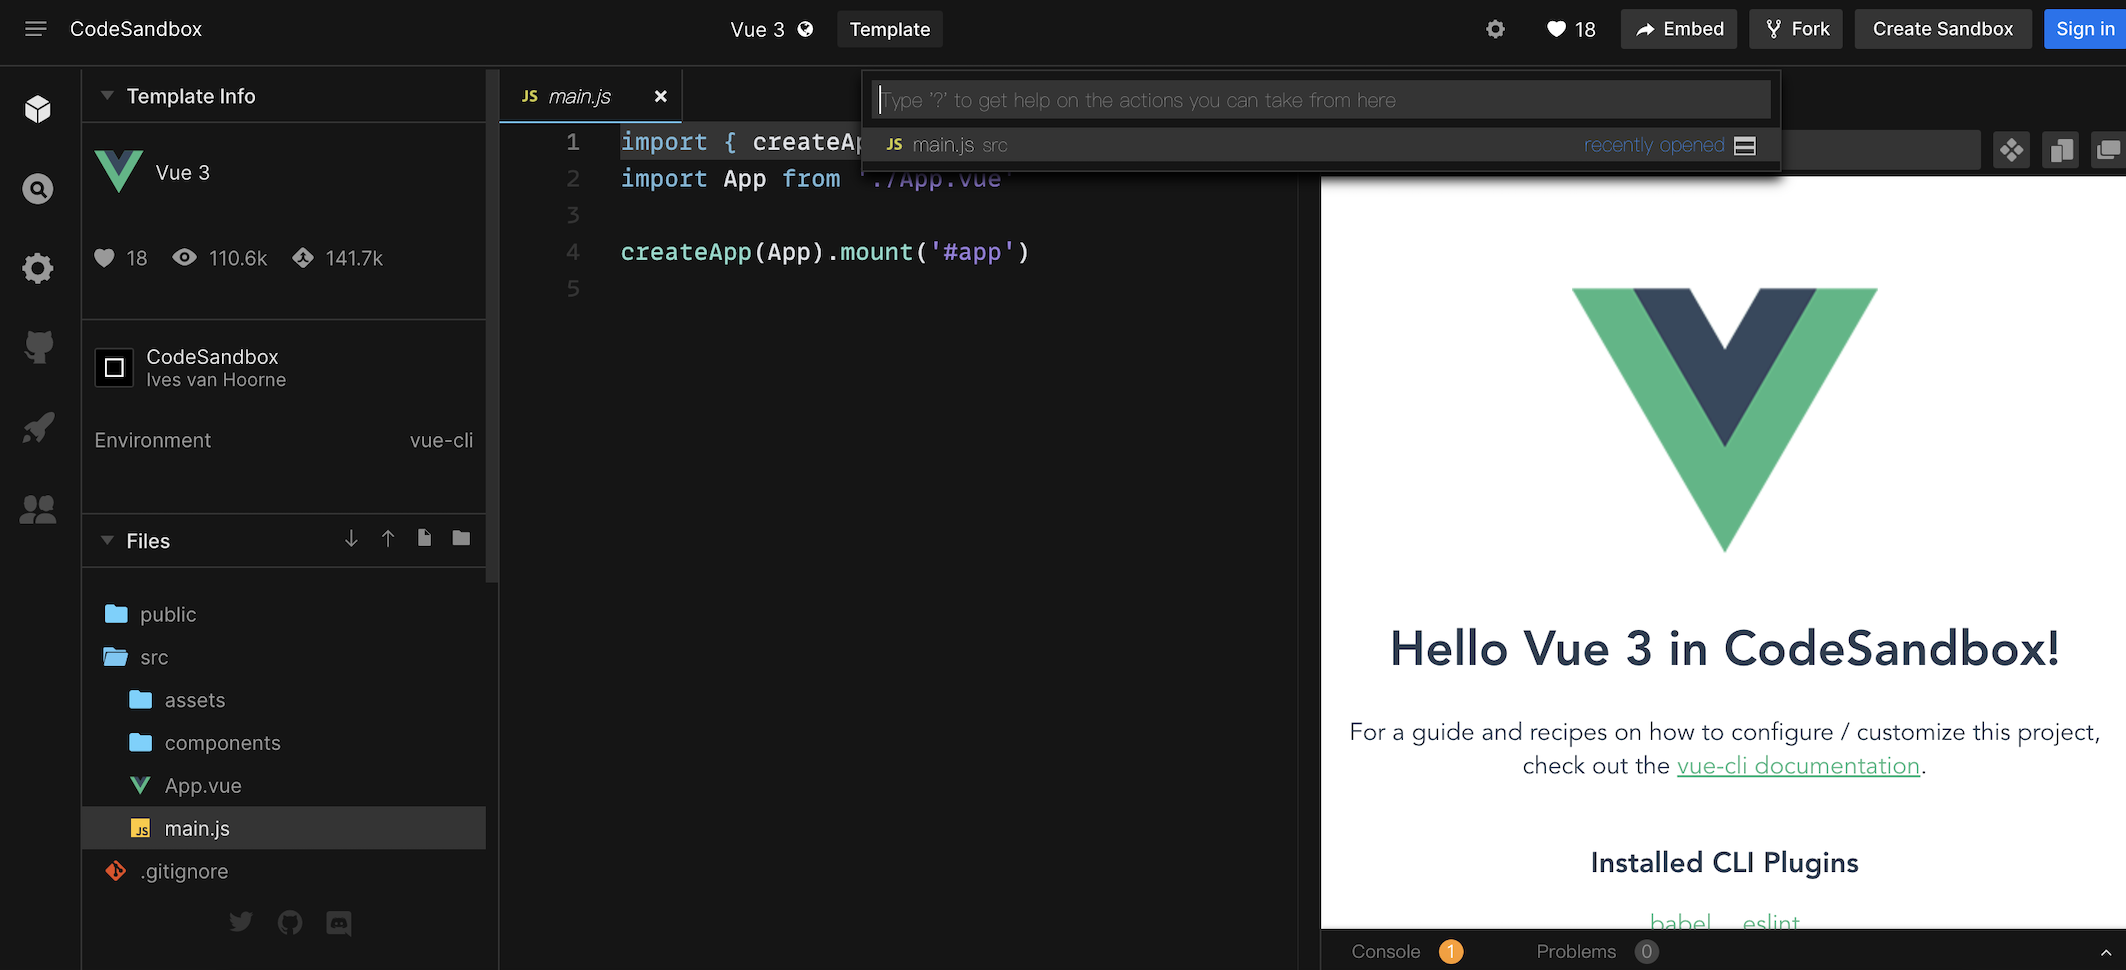 CodeSandbox
Vue 3
Template
18
Embed
Fork
Create Sandbox
Sign in
Template Info
Vue 3
18 110.6k 141.7k
CodeSandbox
Ives van Hoorne
Environment vue-cli
Files
public
src
assets
components
App.vue
JS main.js
.gitignore
JS main.js
Type '?' to get help on the actions you can take from here
JS main.js src recently opened
1 import { createAp
2 import App from './App.vue'
3
4 createApp(App).mount('#app')
5
Hello Vue 3 in CodeSandbox!
For a guide and recipes on how to configure / customize this project,
check out the vue-cli documentation.
Installed CLI Plugins
babel eslint
Console 1 Problems 0